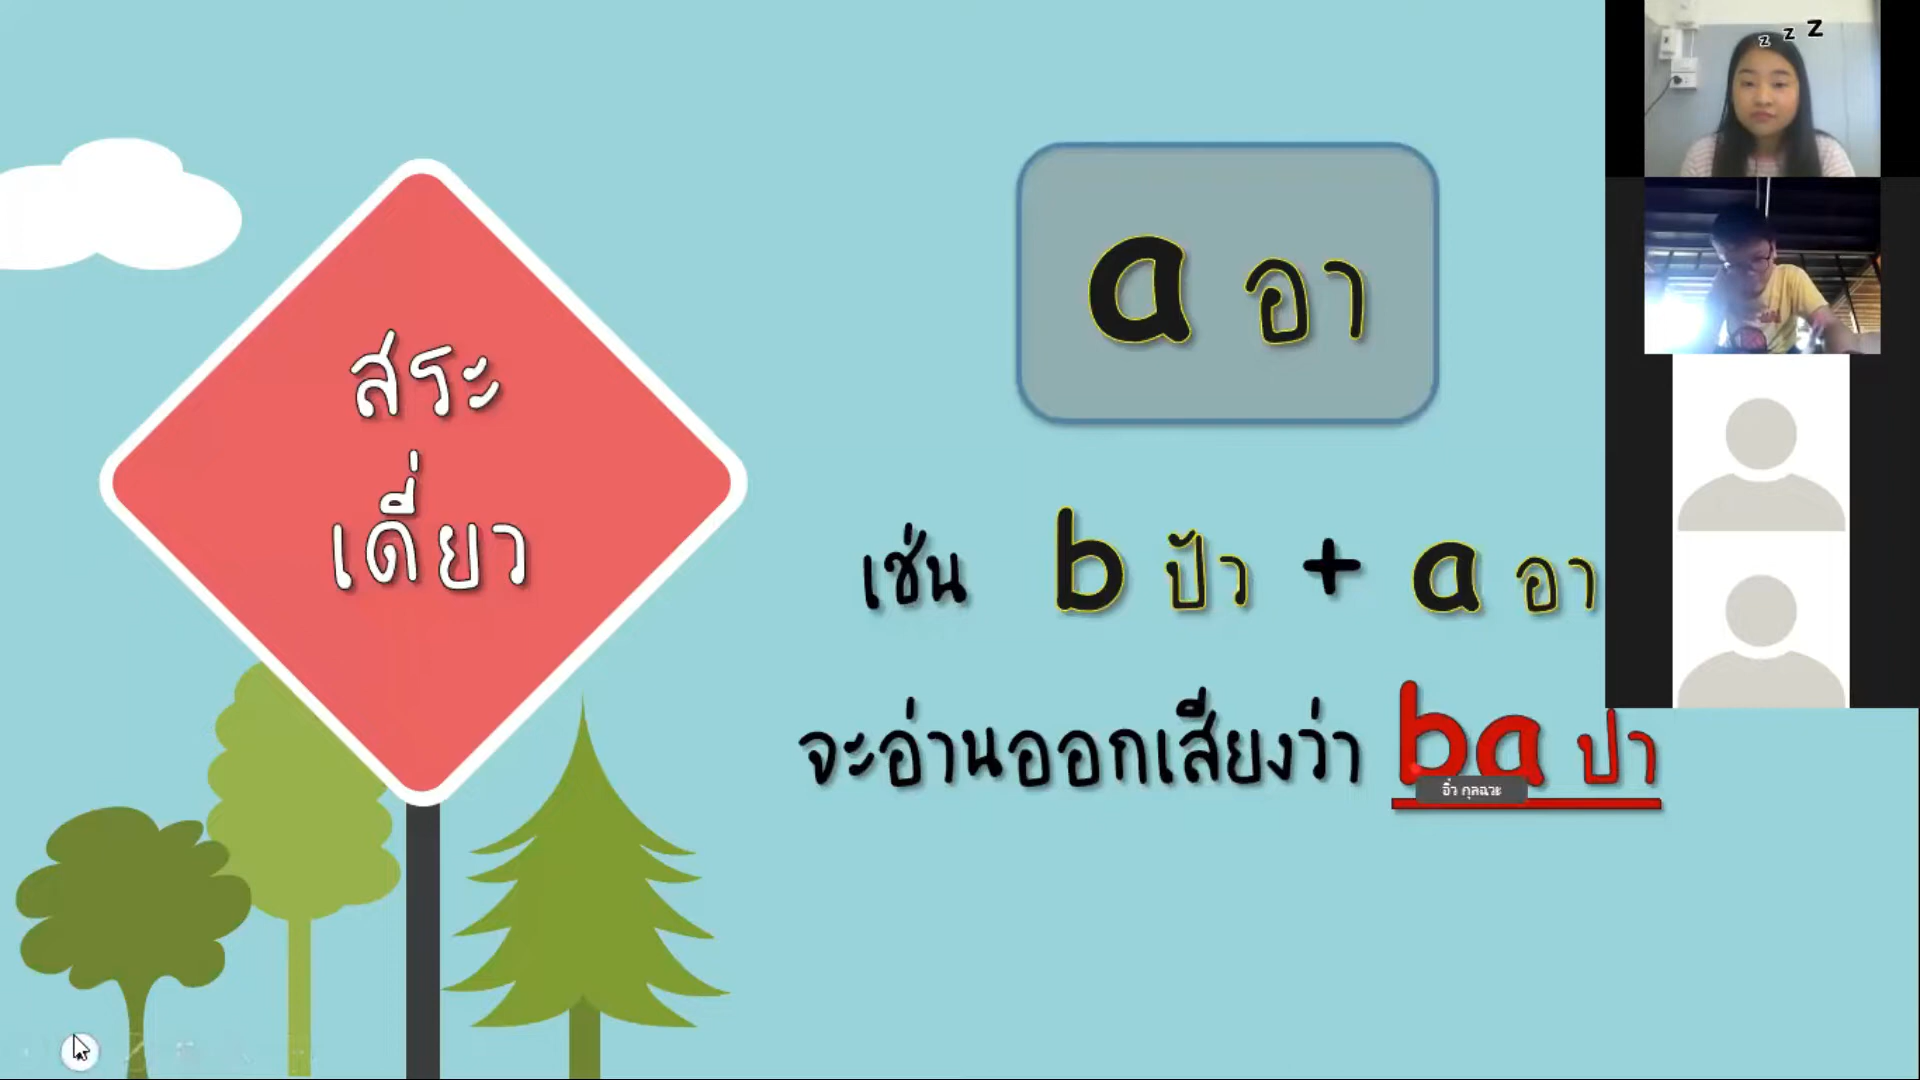 สระ
เดี่ยว
a อา
เช่น b ปัว + a อา
จะอ่านออกเสียงว่า ba ปา
อิ๋ว กุลฉวะ
z z z